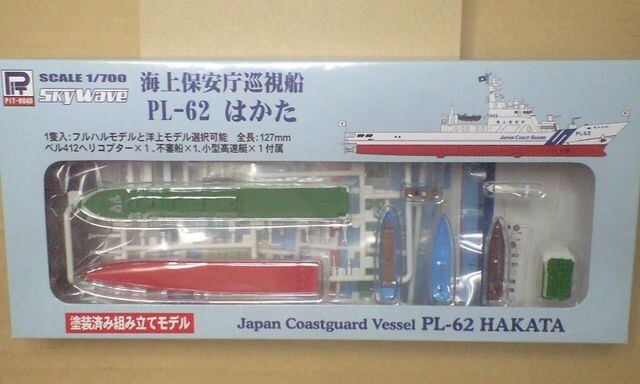 PIT-ROAD
SCALE 1/700
SKYWAVE
海上保安庁巡視船
PL-62 はかた
1隻入:フルハルモデルと洋上モデル選択可能 全長:127mm
ベル412ヘリコプター×1、不審船×1、小型高速艇×1付属
JAPAN COAST GUARD
PL62
塗装済み組み立てモデル
Japan Coastguard Vessel PL-62 HAKATA